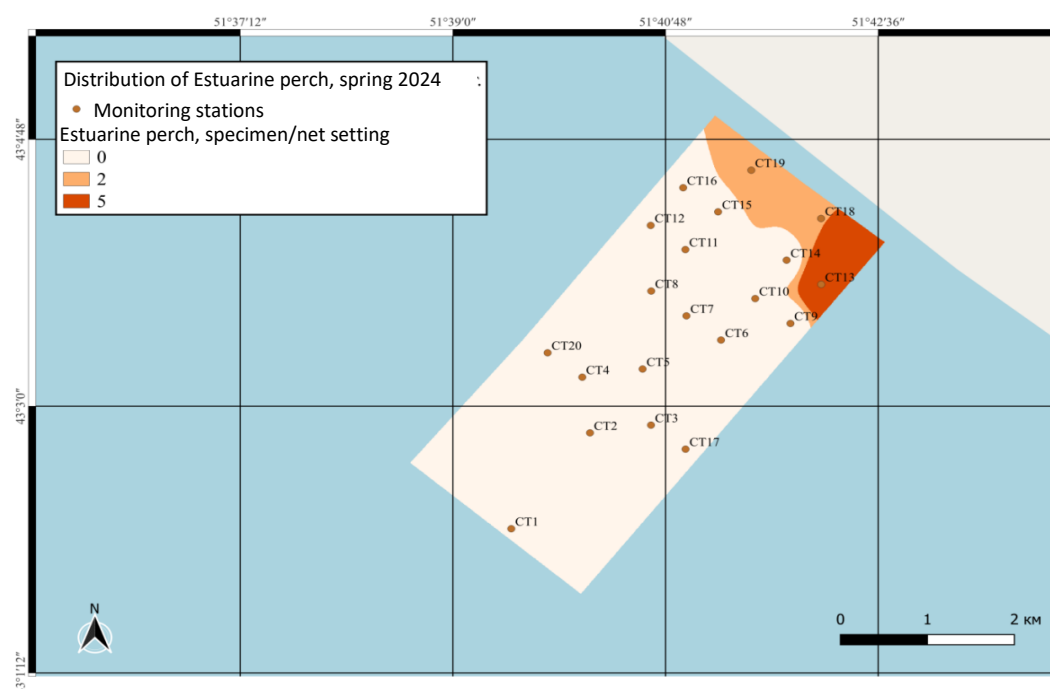 51°37'12" 51°39'0" 51°40'48" 51°42'36"
Distribution of Estuarine perch, spring 2024 :
Monitoring stations
Estuarine perch, specimen/net setting
0
2
5
43°4'48"
43°3'0"
3°1'12"
CT19
CT16
CT15
CT18
CT12
CT11
CT14
CT13
CT8
CT10
CT7
CT9
CT6
CT20
CT5
CT4
CT3
CT2
CT17
CT1
N
0 1 2 км